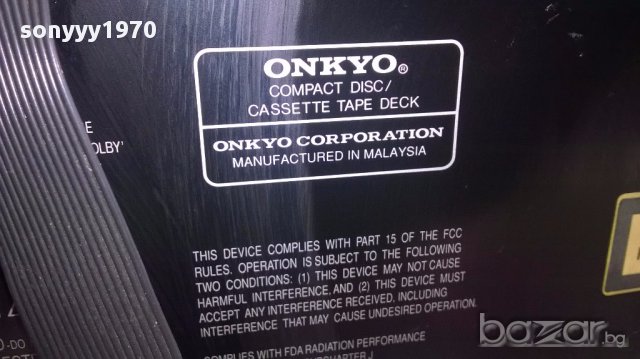 sonyyy1970
ONKYO®
COMPACT DISC/
CASSETTE TAPE DECK
ONKYO CORPORATION
MANUFACTURED IN MALAYSIA
THIS DEVICE COMPLIES WITH PART 15 OF THE FCC
RULES. OPERATION IS SUBJECT TO THE FOLLOWING
TWO CONDITIONS: (1) THIS DEVICE MAY NOT CAUSE
HARMFUL INTERFERENCE, AND (2) THIS DEVICE MUST
ACCEPT ANY INTERFERENCE RECEIVED, INCLUDING
INTERFERENCE THAT MAY CAUSE UNDESIRED OPERATION.
COMPLIES WITH FDA RADIATION PERFORMANCE
J
bazar.bg